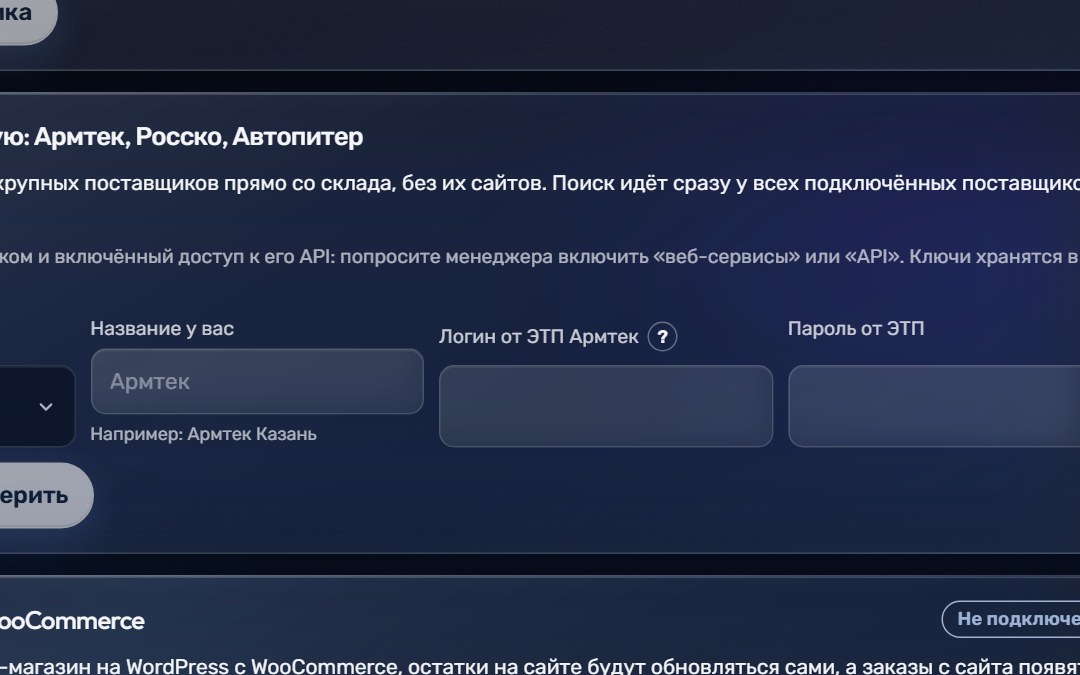 ика
ую: Армтек, Росско, Автопитер
крупных поставщиков прямо со склада, без их сайтов. Поиск идёт сразу у всех подключённых поставщико
ком и включённый доступ к его API: попросите менеджера включить «веб-сервисы» или «API». Ключи хранятся в
Название у вас
Логин от ЭТП Армтек ?
Пароль от ЭТП
Армтек
Например: Армтек Казань
ерить
ooCommerce
Не подключе
-магазин на WordPress с WooCommerce, остатки на сайте будут обновляться сами, а заказы с сайта появят